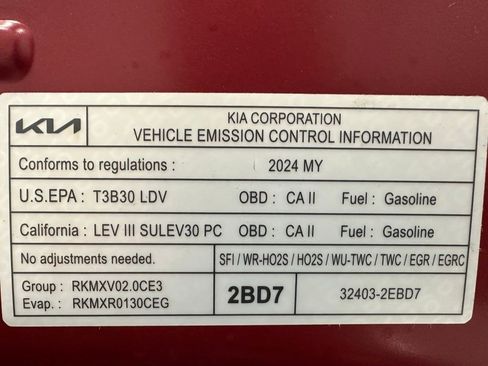 KIA
KIA CORPORATION
VEHICLE EMISSION CONTROL INFORMATION
Conforms to regulations : 2024 MY
U.S.EPA : T3B30 LDV OBD : CA II Fuel : Gasoline
California : LEV III SULEV30 PC OBD : CA II Fuel : Gasoline
No adjustments needed. SFI / WR-HO2S / HO2S / WU-TWC / TWC / EGR / EGRC
Group : RKMXV02.0CE3
Evap. : RKMXR0130CEG
2BD7
32403-2EBD7